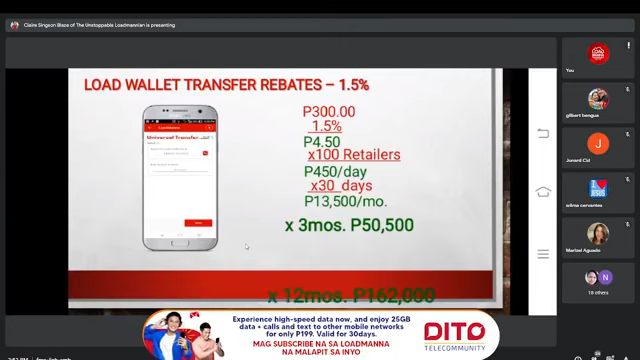 Claire Singson Blaze of The Unstoppable Loadmannian is presenting
LOAD WALLET TRANSFER REBATES – 1.5%
Universal Transfer
P300.00
1.5%
P4.50
x100 Retailers
P450/day
x30 days
P13,500/mo.
x 3mos. P50,500
x 12mos. P162,000
You
gilbert bengua
Junard Cid
J
wilma cervantes
I
JESUS
Marizel Aguado
N
18 others
Experience high-speed data now, and enjoy 25GB
data + calls and text to other mobile networks
for only P199. Valid for 30days.
MAG SUBSCRIBE NA SA LOADMANNA
NA MALAPIT SA INYO
DITO
TELECOMMUNITY